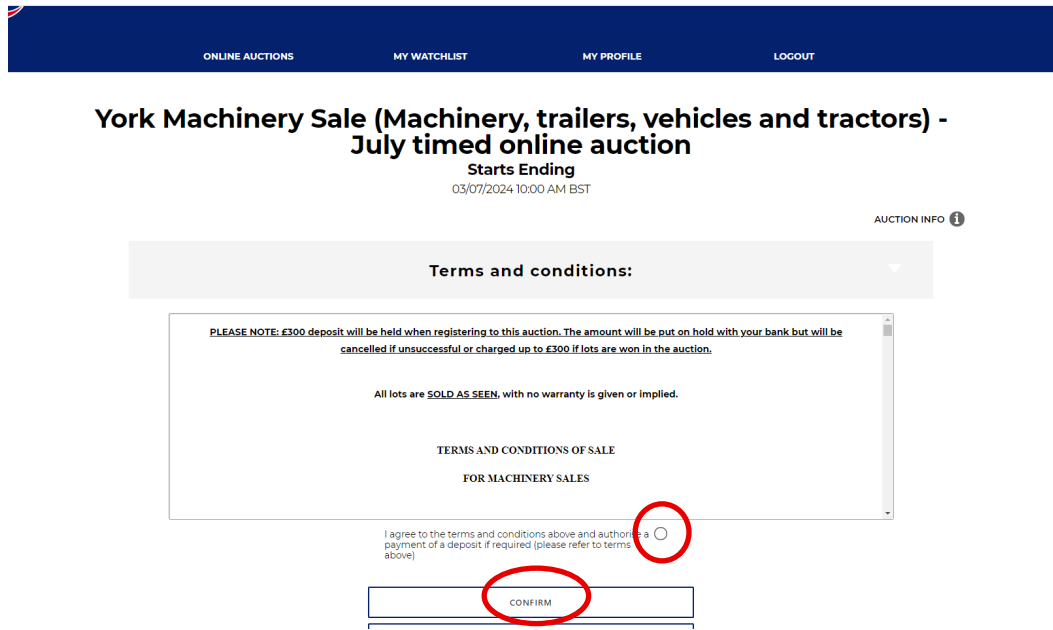 ONLINE AUCTIONS MY WATCHLIST MY PROFILE LOGOUT
York Machinery Sale (Machinery, trailers, vehicles and tractors) -
July timed online auction
Starts Ending
03/07/2024 10:00 AM BST
AUCTION INFO
Terms and conditions:
PLEASE NOTE: £300 deposit will be held when registering to this auction. The amount will be put on hold with your bank but will be
cancelled if unsuccessful or charged up to £300 if lots are won in the auction.
All lots are SOLD AS SEEN, with no warranty is given or implied.
TERMS AND CONDITIONS OF SALE
FOR MACHINERY SALES
I agree to the terms and conditions above and authorise a
payment of a deposit if required (please refer to terms
above)
CONFIRM